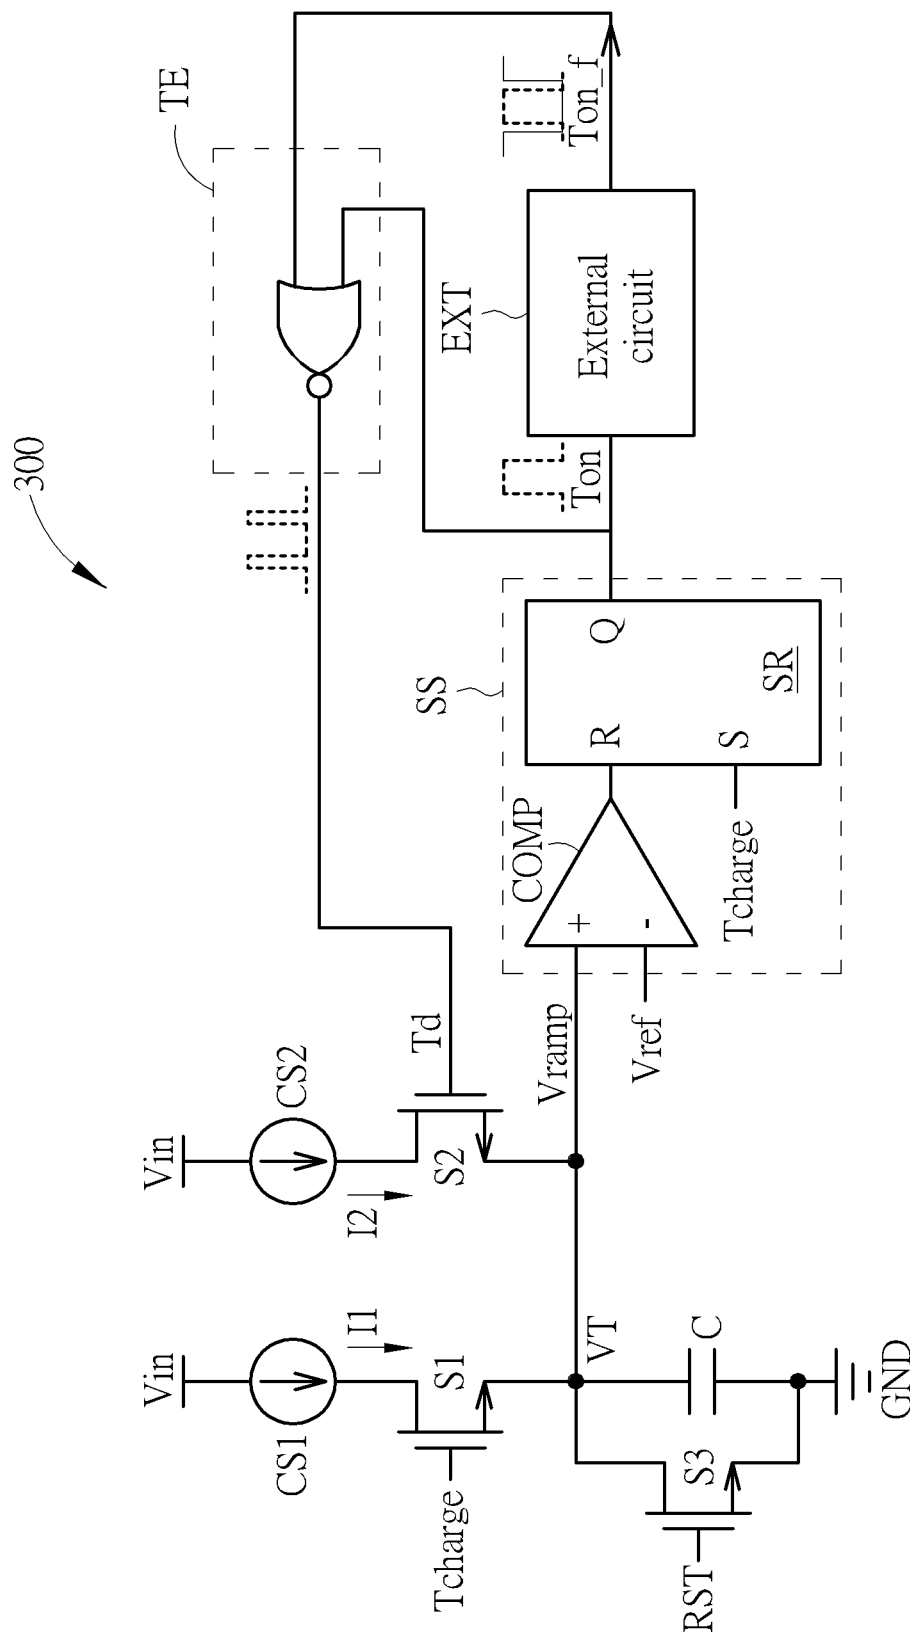 300
Vin
Vin
CS1
CS2
I1
I2
Tcharge
S1
S2
Td
TE
VT
Vramp
Vref
RST
S3
C
GND
SS
COMP
+
-
Tcharge
R
S
Q
SR
Ton
EXT
External
circuit
Ton_f